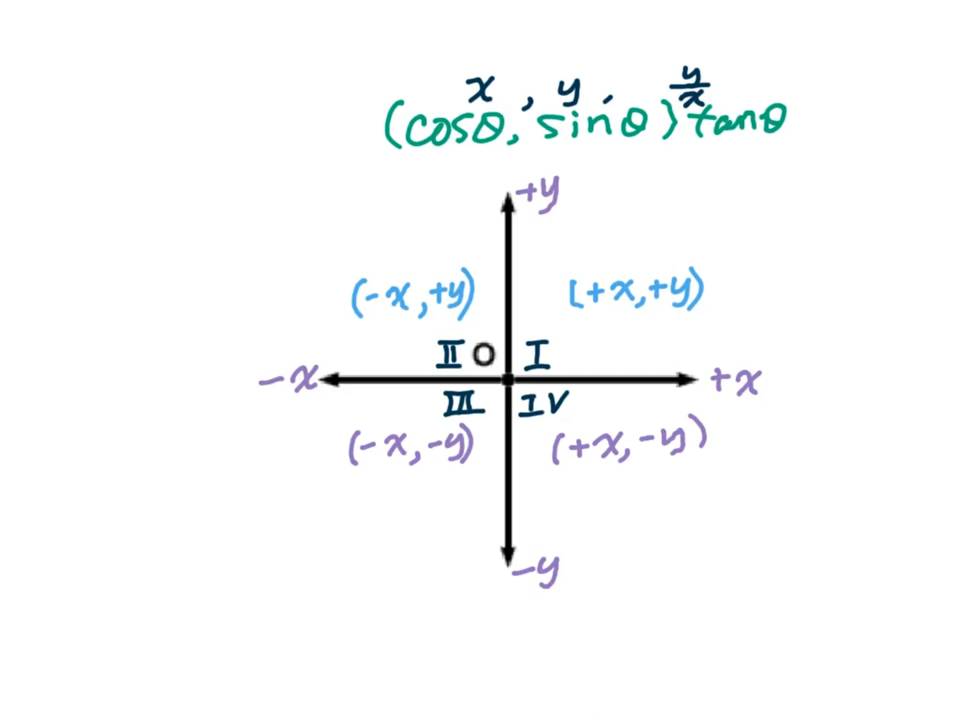 x , y , y/x
(cosθ, sinθ) tanθ
+y
(-x, +y) [+x, +y)
II O I
-x +x
III IV
(-x, -y) (+x, -y)
-y